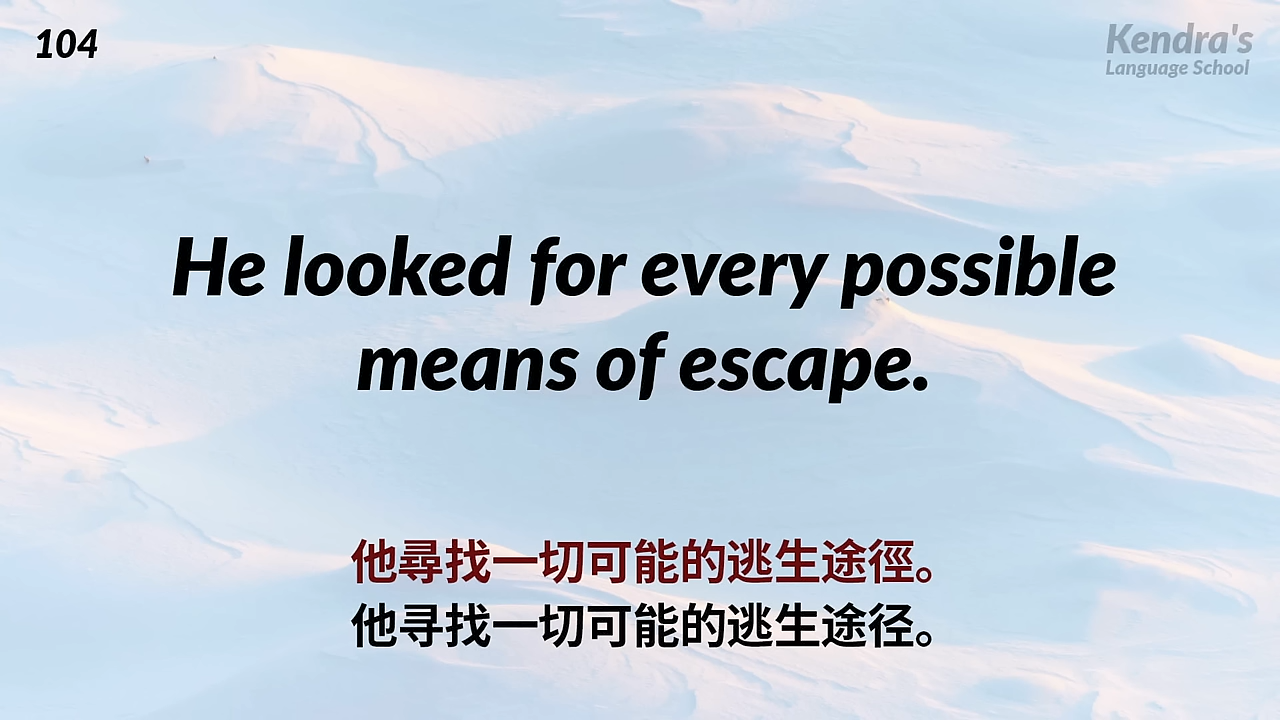 104
Kendra's
Language School
He looked for every possible
means of escape.
他尋找一切可能的逃生途徑。
他寻找一切可能的逃生途径。